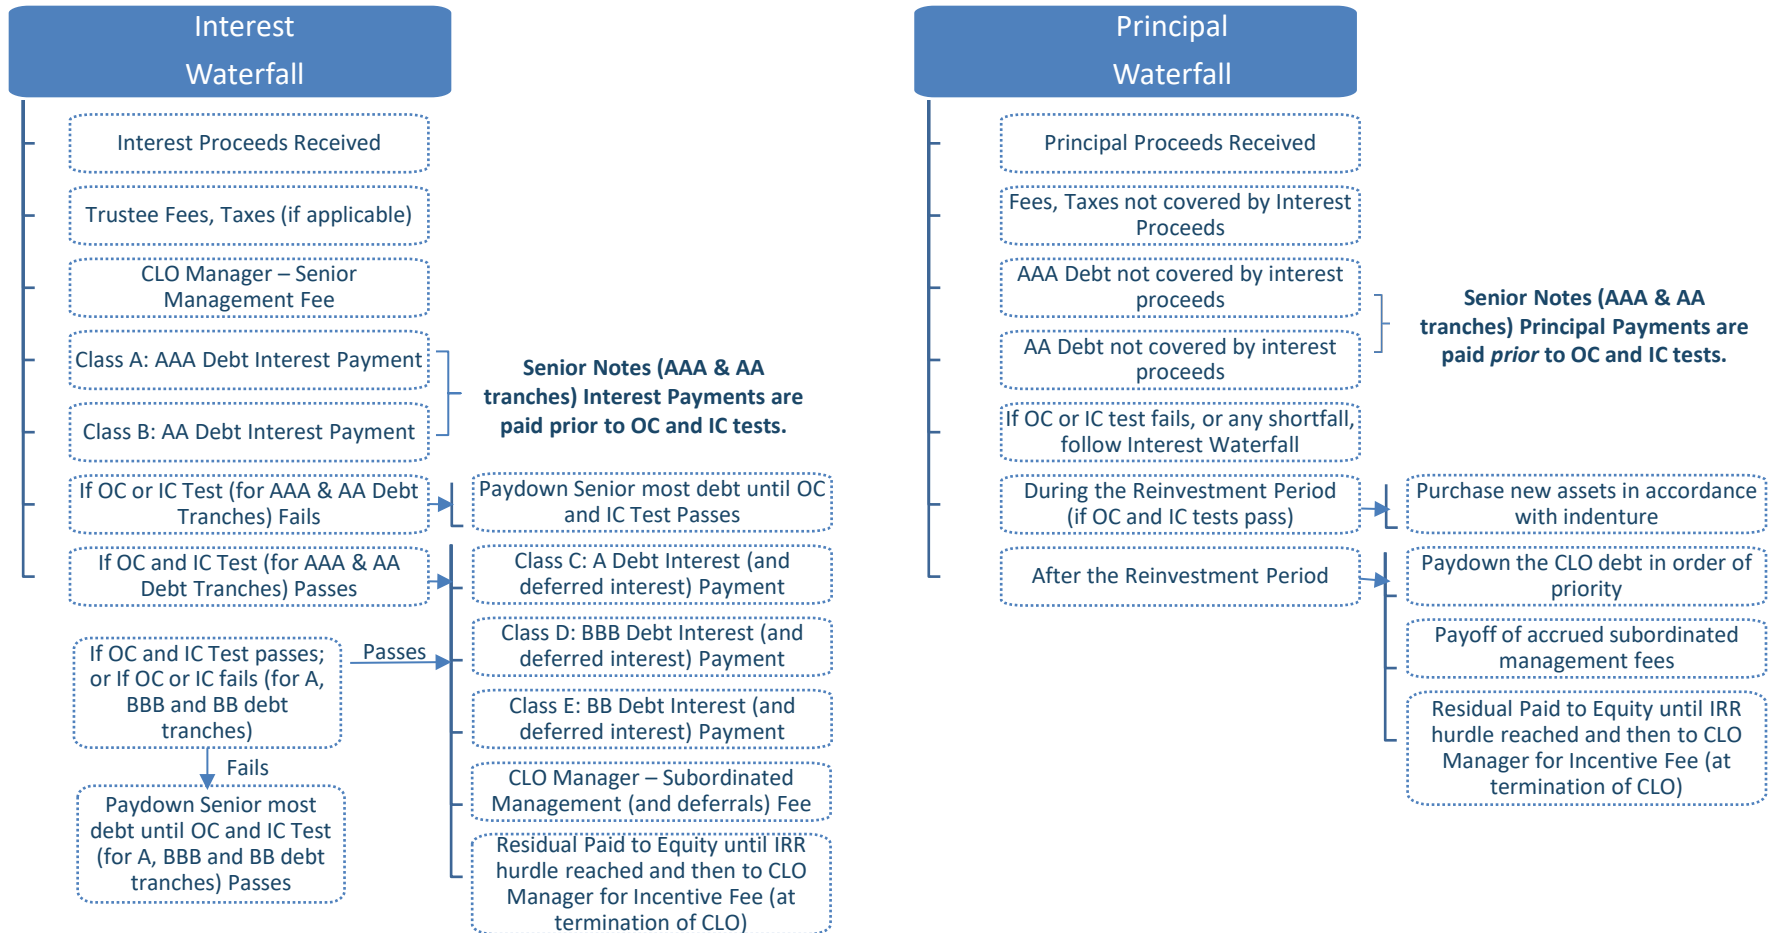 Interest
Waterfall
Interest Proceeds Received
Trustee Fees, Taxes (if applicable)
CLO Manager – Senior
Management Fee
Class A: AAA Debt Interest Payment
Class B: AA Debt Interest Payment
Senior Notes (AAA & AA
tranches) Interest Payments are
paid prior to OC and IC tests.
If OC or IC Test (for AAA & AA Debt
Tranches) Fails
Paydown Senior most debt until OC
and IC Test Passes
If OC and IC Test (for AAA & AA
Debt Tranches) Passes
Class C: A Debt Interest (and
deferred interest) Payment
If OC and IC Test passes;
or If OC or IC fails (for A,
BBB and BB debt
tranches)
Passes
Class D: BBB Debt Interest (and
deferred interest) Payment
Class E: BB Debt Interest (and
deferred interest) Payment
Fails
Paydown Senior most
debt until OC and IC Test
(for A, BBB and BB debt
tranches) Passes
CLO Manager – Subordinated
Management (and deferrals) Fee
Residual Paid to Equity until IRR
hurdle reached and then to CLO
Manager for Incentive Fee (at
termination of CLO)
Principal
Waterfall
Principal Proceeds Received
Fees, Taxes not covered by Interest
Proceeds
AAA Debt not covered by interest
proceeds
AA Debt not covered by interest
proceeds
Senior Notes (AAA & AA
tranches) Principal Payments are
paid prior to OC and IC tests.
If OC or IC test fails, or any shortfall,
follow Interest Waterfall
During the Reinvestment Period
(if OC and IC tests pass)
Purchase new assets in accordance
with indenture
After the Reinvestment Period
Paydown the CLO debt in order of
priority
Payoff of accrued subordinated
management fees
Residual Paid to Equity until IRR
hurdle reached and then to CLO
Manager for Incentive Fee (at
termination of CLO)